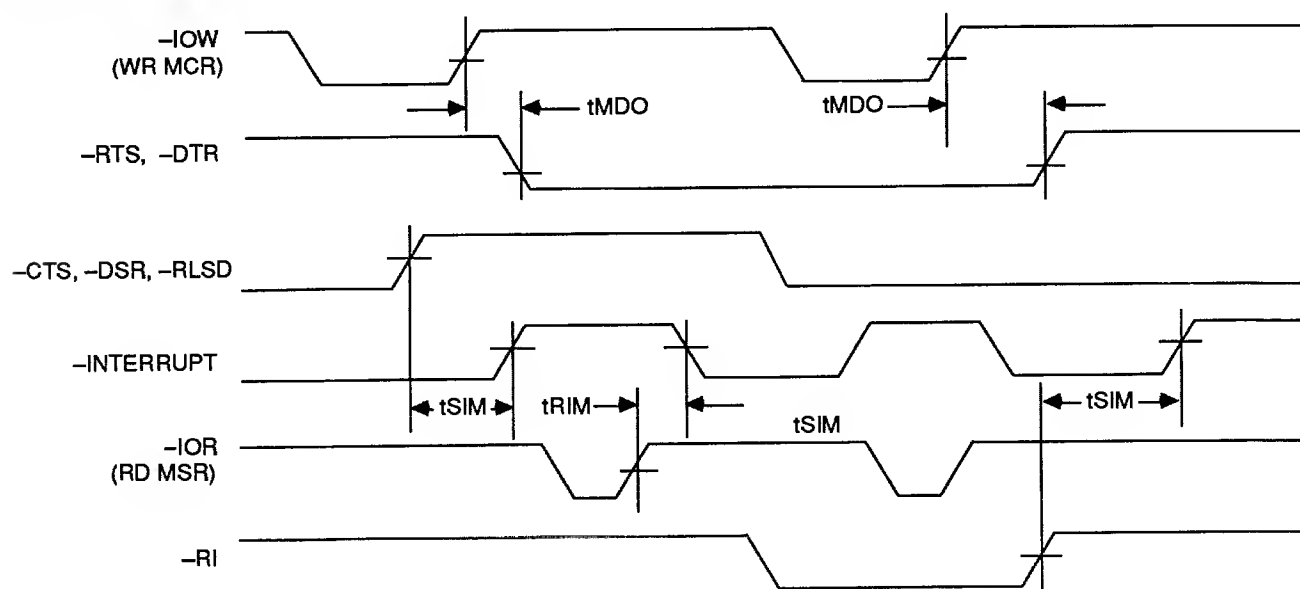 –IOW
(WR MCR)
tMDO
tMDO
–RTS, –DTR
–CTS, –DSR, –RLSD
–INTERRUPT
tSIM
tRIM
tSIM
tSIM
–IOR
(RD MSR)
–RI